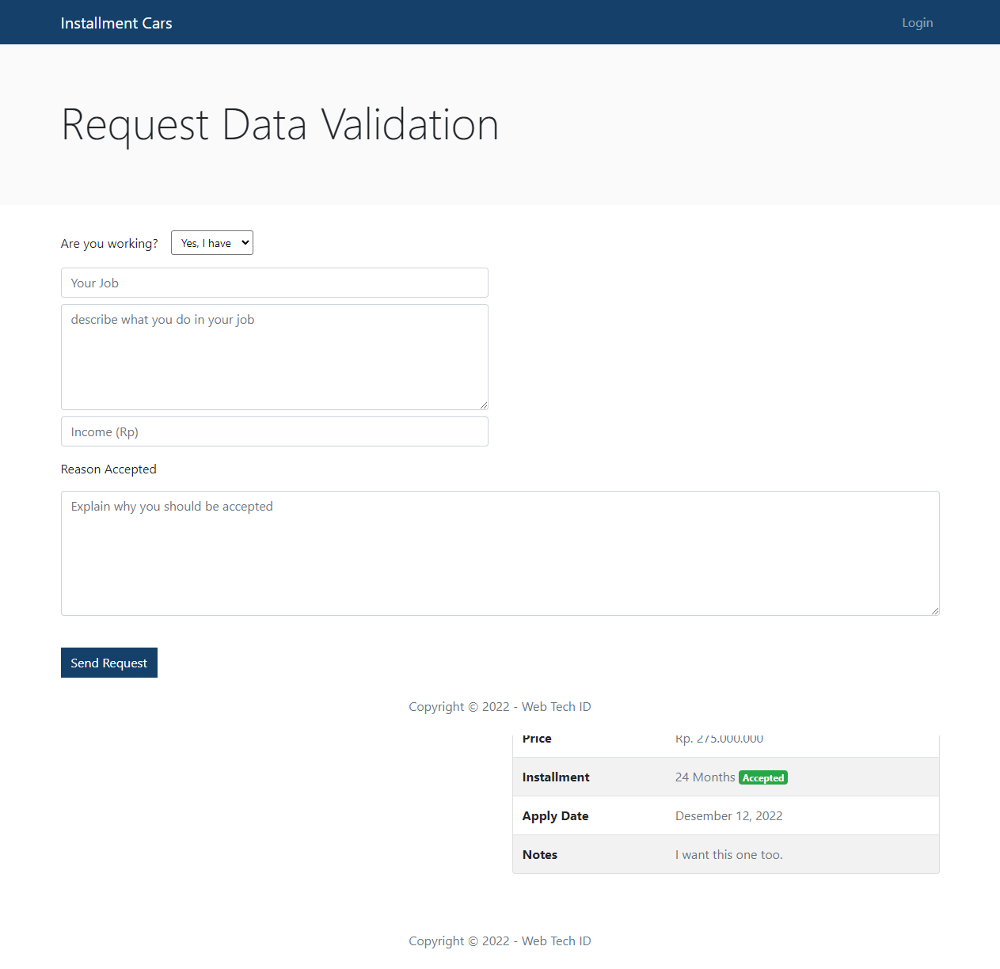 Installment Cars Login
Request Data Validation
Are you working? Yes, I have
Your Job
describe what you do in your job
Income (Rp)
Reason Accepted
Explain why you should be accepted
Send Request
Copyright © 2022 - Web Tech ID
Price Rp. 275.000.000
Installment 24 Months Accepted
Apply Date Desember 12, 2022
Notes I want this one too.
Copyright © 2022 - Web Tech ID